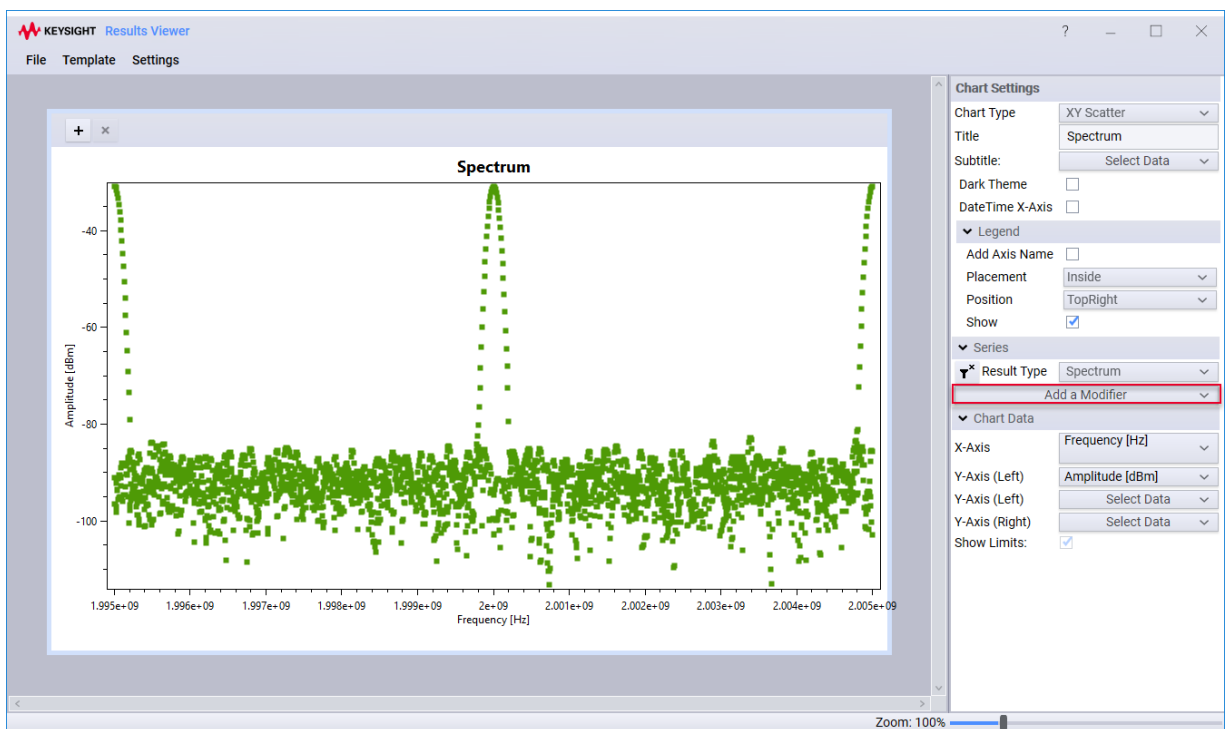 KEYSIGHT Results Viewer
?
File Template Settings
+ ×
Spectrum
-40
-60
-80
-100
Amplitude [dBm]
1.995e+09 1.996e+09 1.997e+09 1.998e+09 1.999e+09 2e+09 2.001e+09 2.002e+09 2.003e+09 2.004e+09 2.005e+09
Frequency [Hz]
Chart Settings
Chart Type XY Scatter
Title Spectrum
Subtitle: Select Data
Dark Theme
DateTime X-Axis
Legend
Add Axis Name
Placement Inside
Position TopRight
Show
Series
Result Type Spectrum
Add a Modifier
Chart Data
X-Axis Frequency [Hz]
Y-Axis (Left) Amplitude [dBm]
Y-Axis (Left) Select Data
Y-Axis (Right) Select Data
Show Limits:
Zoom: 100%